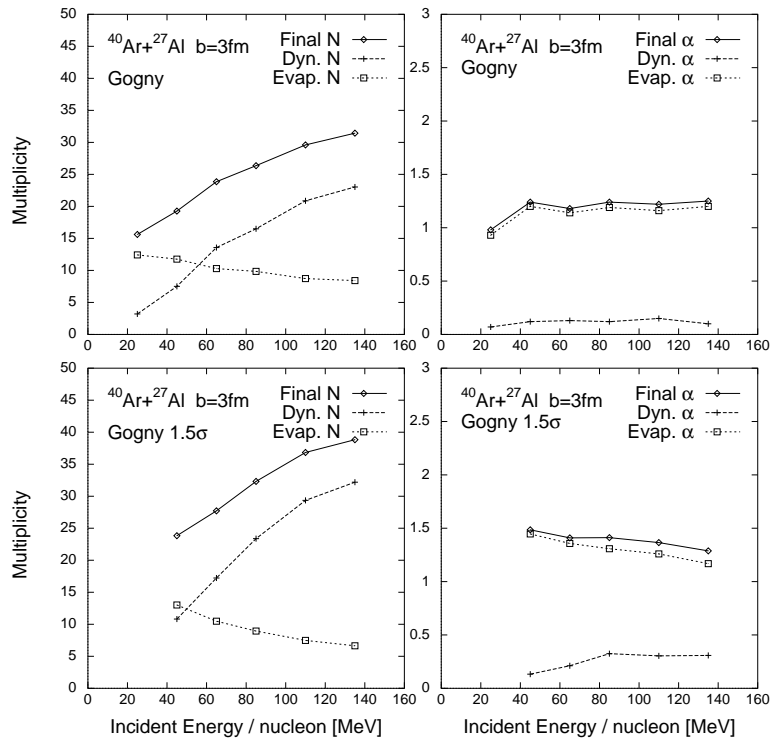 ⁴⁰Ar+²⁷Al b=3fm
Gogny
Final N
Dyn. N
Evap. N
Multiplicity
50
45
40
35
30
25
20
15
10
5
0
0 20 40 60 80 100 120 140 160
⁴⁰Ar+²⁷Al b=3fm
Gogny
Final α
Dyn. α
Evap. α
3
2.5
2
1.5
1
0.5
0
0 20 40 60 80 100 120 140 160
⁴⁰Ar+²⁷Al b=3fm
Gogny 1.5σ
Final N
Dyn. N
Evap. N
Multiplicity
50
45
40
35
30
25
20
15
10
5
0
0 20 40 60 80 100 120 140 160
Incident Energy / nucleon [MeV]
⁴⁰Ar+²⁷Al b=3fm
Gogny 1.5σ
Final α
Dyn. α
Evap. α
3
2.5
2
1.5
1
0.5
0
0 20 40 60 80 100 120 140 160
Incident Energy / nucleon [MeV]